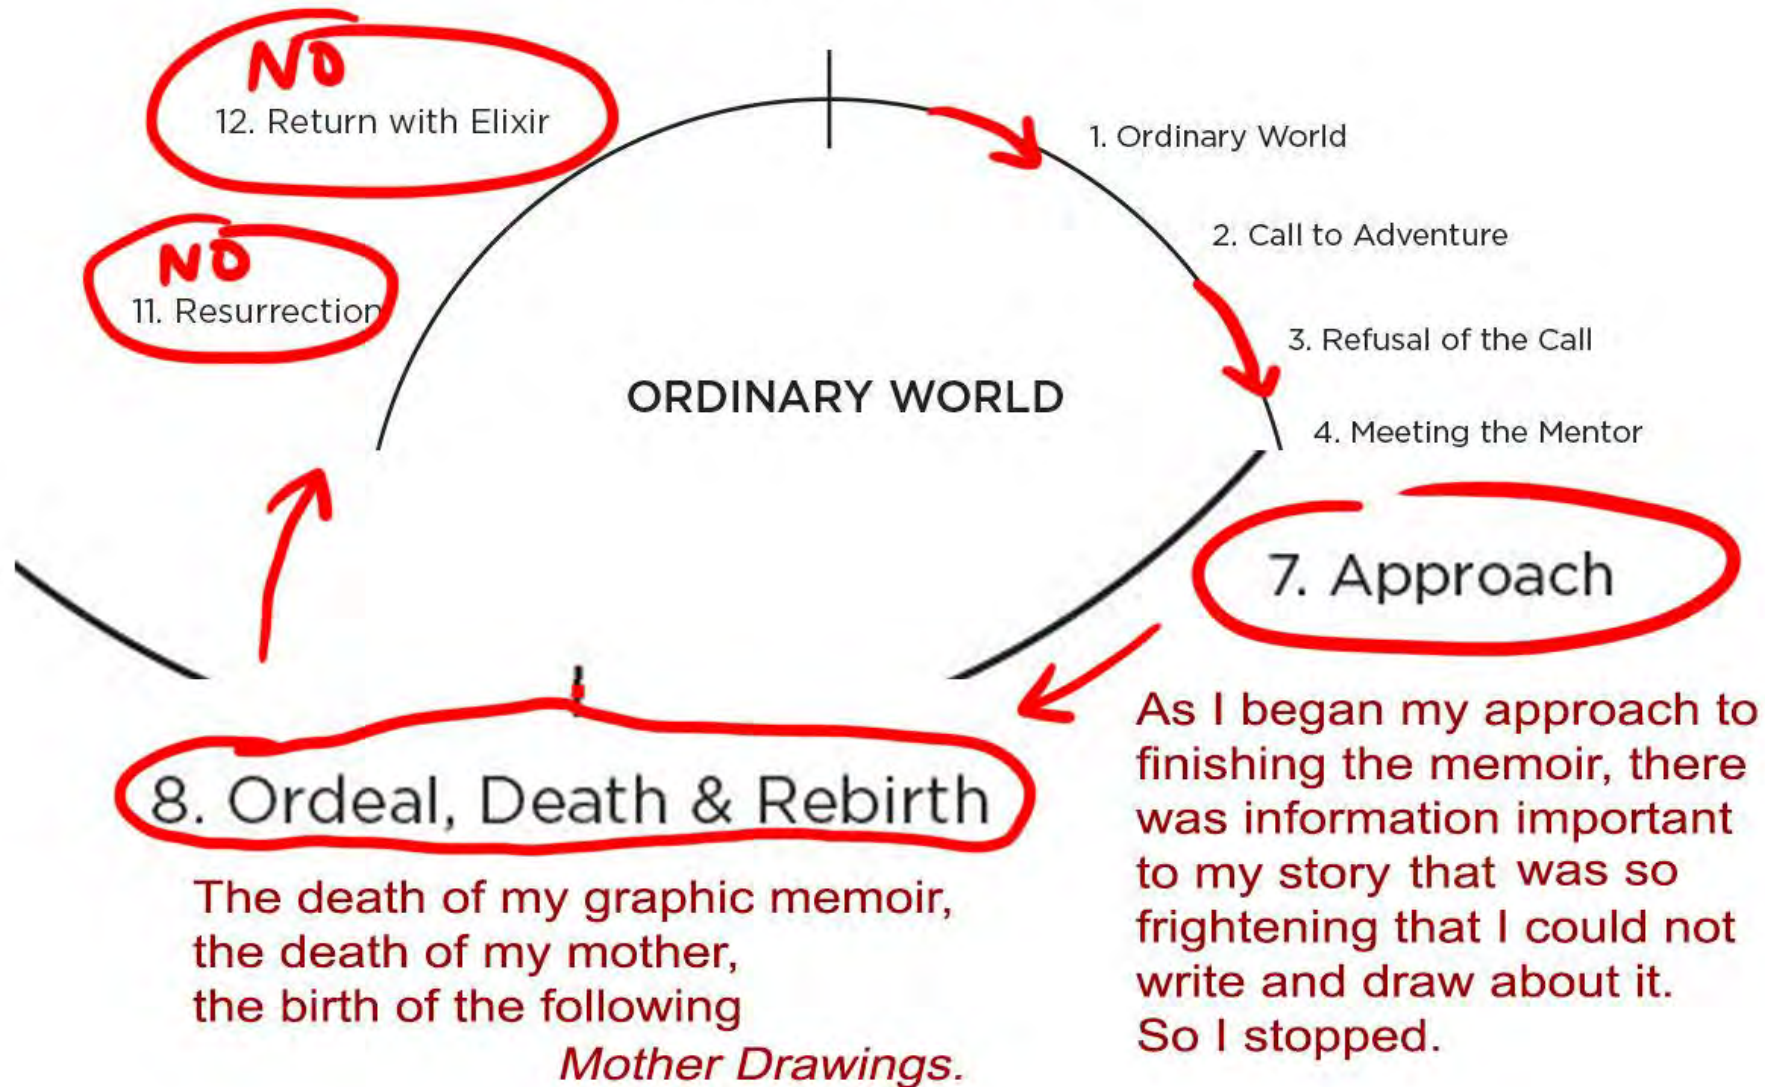 NO
12. Return with Elixir
1. Ordinary World
2. Call to Adventure
NO
11. Resurrection
3. Refusal of the Call
ORDINARY WORLD
4. Meeting the Mentor
7. Approach
As I began my approach to
finishing the memoir, there
was information important
to my story that was so
frightening that I could not
write and draw about it.
So I stopped.
8. Ordeal, Death & Rebirth
The death of my graphic memoir,
the death of my mother,
the birth of the following
Mother Drawings.